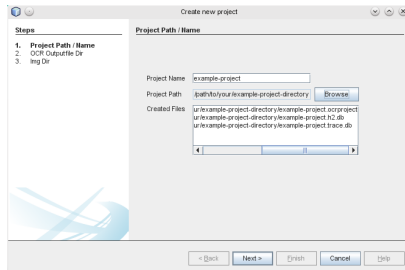 Create new project
Steps
1. Project Path / Name
2. OCR Outputfile Dir
3. Img Dir
Project Path / Name
Project Name example-project
Project Path /path/to/your/example-project-directory Browse
Created Files ur/example-project-directory/example-project.ocrproject
ur/example-project-directory/example-project.h2.db
ur/example-project-directory/example-project.trace.db
< Back Next > Finish Cancel Help